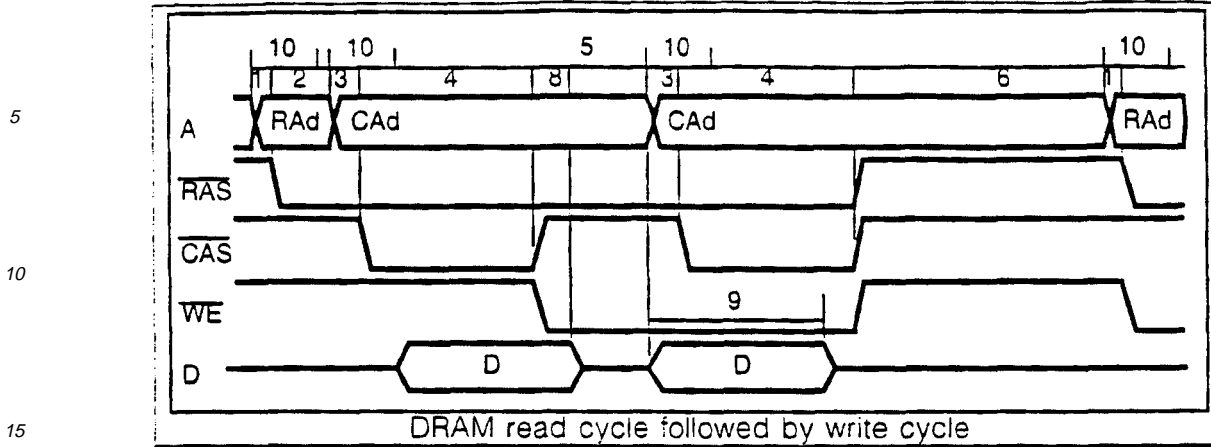 10 10 5 10 10
1 2 3 4 8 3 4 6 1
5
A RAd CAd CAd RAd
RAS
CAS
10
WE 9
D D D
DRAM read cycle followed by write cycle
15